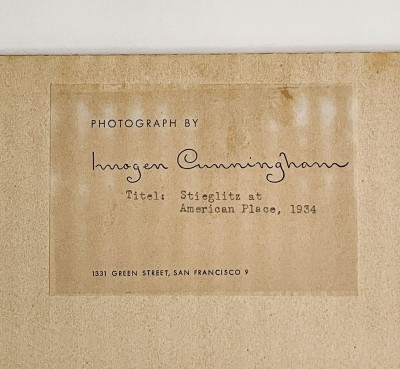 PHOTOGRAPH BY
Imogen Cunningham
Titel: Stieglitz at
American Place, 1934
1331 GREEN STREET, SAN FRANCISCO 9